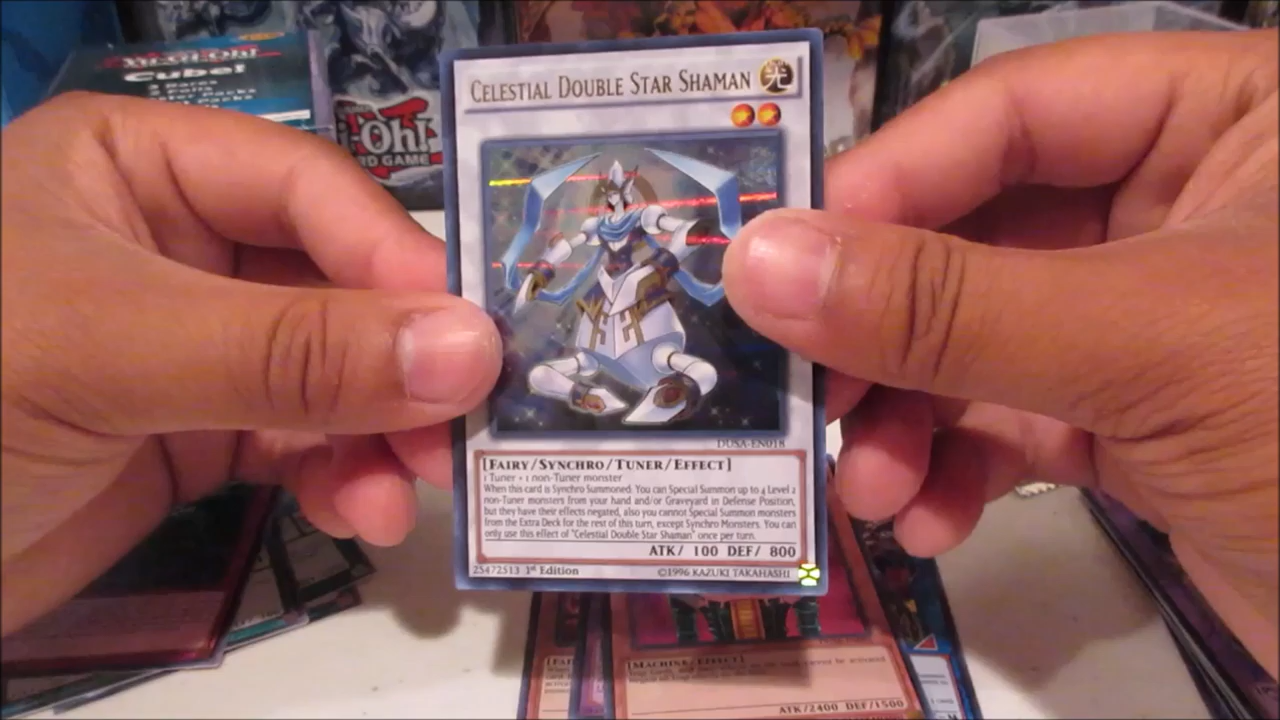 Yu-Gi-Oh!
Cube!
i-Oh!
RD GAME
CELESTIAL DOUBLE STAR SHAMAN
光
DUSA-EN018
[FAIRY/SYNCHRO/TUNER/EFFECT]
1 Tuner + 1 non-Tuner monster
When this card is Synchro Summoned: You can Special Summon up to 4 Level 2
non-Tuner monsters from your hand and/or Graveyard in Defense Position,
but they have their effects negated, also you cannot Special Summon monsters
from the Extra Deck for the rest of this turn, except Synchro Monsters. You can
only use this effect of "Celestial Double Star Shaman" once per turn.
ATK/ 100 DEF/ 800
25472513 1st Edition ©1996 KAZUKI TAKAHASHI
[FAI
[MACHINE/EFFECT]
ATK/2400 DEF/1500